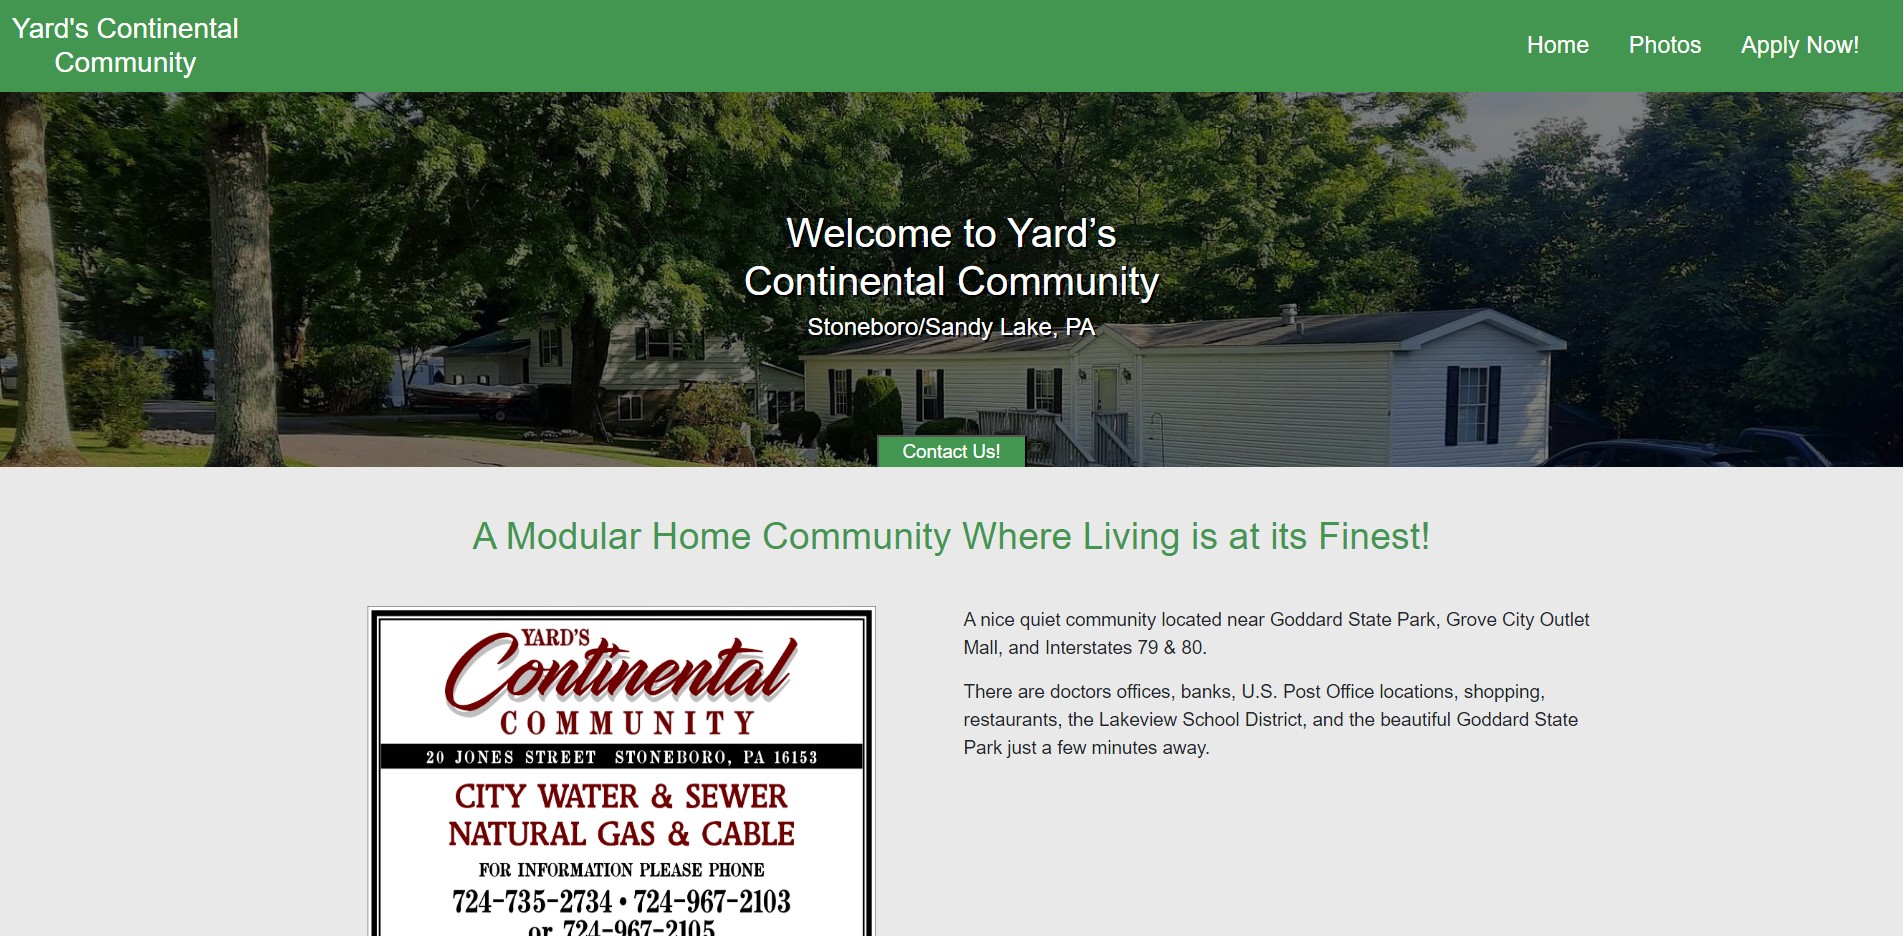 Yard's Continental
Community
Home
Photos
Apply Now!
Welcome to Yard’s
Continental Community
Stoneboro/Sandy Lake, PA
Contact Us!
A Modular Home Community Where Living is at its Finest!
YARD'S
Continental
COMMUNITY
20 JONES STREET STONEBORO, PA 16153
CITY WATER & SEWER
NATURAL GAS & CABLE
FOR INFORMATION PLEASE PHONE
724-735-2734 • 724-967-2103
or 724-967-2105
A nice quiet community located near Goddard State Park, Grove City Outlet
Mall, and Interstates 79 & 80.
There are doctors offices, banks, U.S. Post Office locations, shopping,
restaurants, the Lakeview School District, and the beautiful Goddard State
Park just a few minutes away.